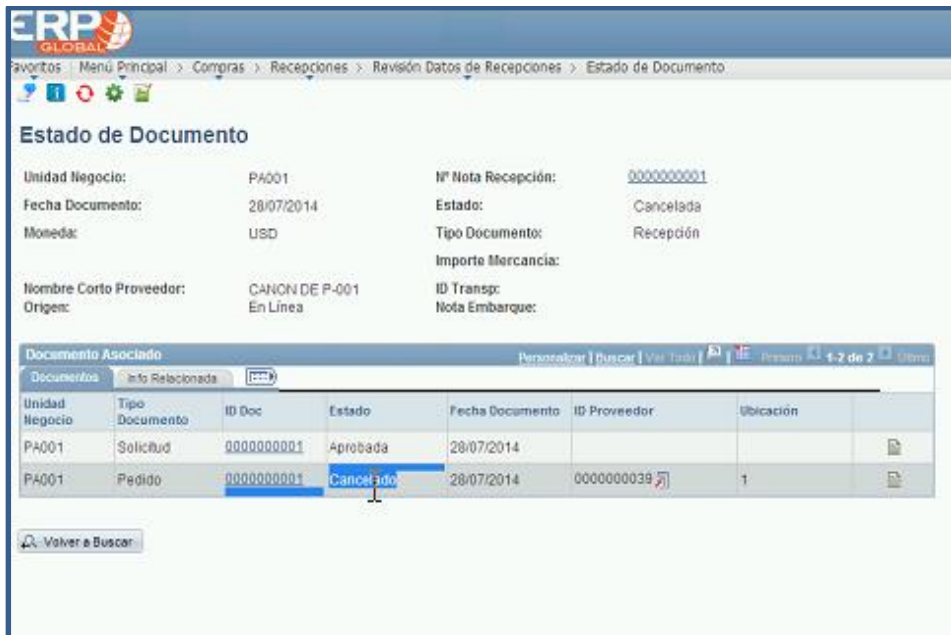 ERP
GLOBAL
Favoritos Menú Principal > Compras > Recepciones > Revisión Datos de Recepciones > Estado de Documento
Estado de Documento
Unidad Negocio: PA001 Nº Nota Recepción: 0000000001
Fecha Documento: 28/07/2014 Estado: Cancelada
Moneda: USD Tipo Documento: Recepción
Importe Mercancía:
Nombre Corto Proveedor: CANON DE P-001 ID Transp:
Origen: En Línea Nota Embarque:
Documento Asociado Personalizar | Buscar | Ver Todo | Primero 1-2 de 2 Último
Documentos Info Relacionada
Unidad Negocio Tipo Documento ID Doc Estado Fecha Documento ID Proveedor Ubicación
PA001 Solicitud 0000000001 Aprobada 28/07/2014
PA001 Pedido 0000000001 Cancelado 28/07/2014 0000000039 1
Volver a Buscar